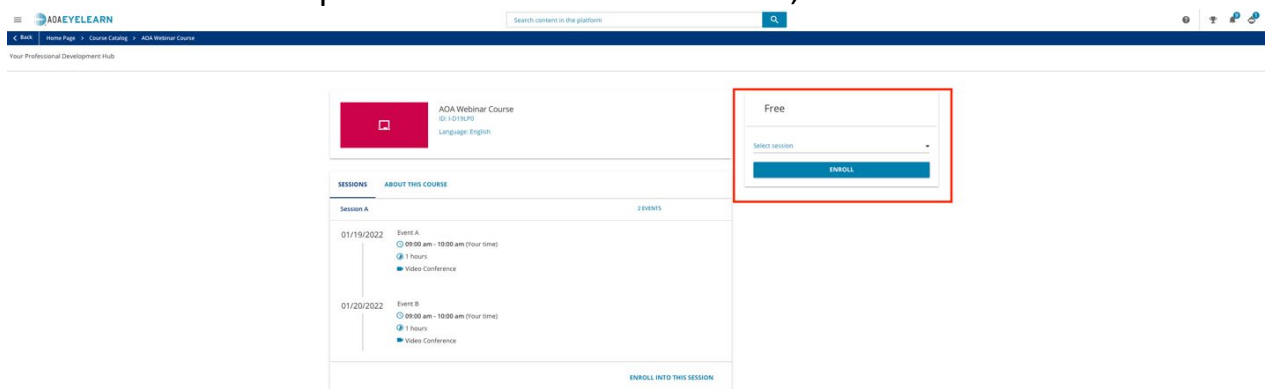 AOAEYELEARN
Search content in the platform
Back Home Page > Course Catalog > AOA Webinar Course
Your Professional Development Hub
AOA Webinar Course
ID: I-D19LP0
Language: English
Free
Select session
ENROLL
SESSIONS ABOUT THIS COURSE
Session A 2 EVENTS
01/19/2022 Event A
09:00 am - 10:00 am (Your time)
1 hours
Video Conference
01/20/2022 Event B
09:00 am - 10:00 am (Your time)
1 hours
Video Conference
ENROLL INTO THIS SESSION